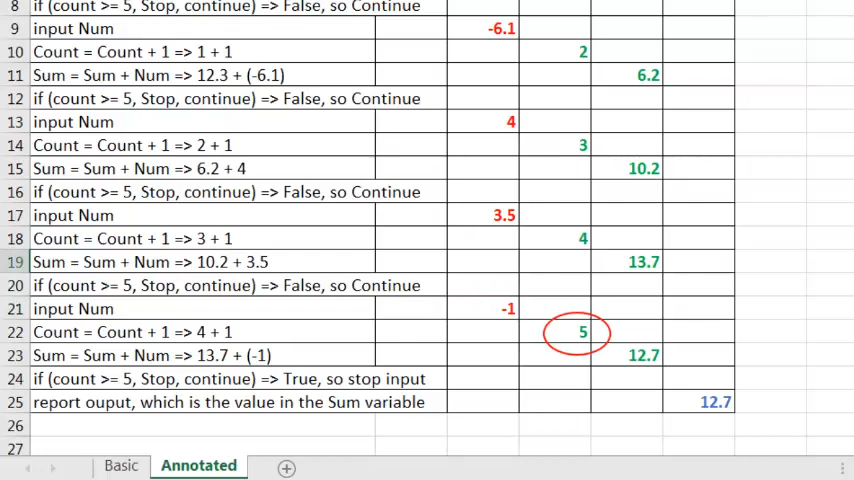 8 if (count >= 5, Stop, continue) => False, so Continue
9 input Num -6.1
10 Count = Count + 1 => 1 + 1 2
11 Sum = Sum + Num => 12.3 + (-6.1) 6.2
12 if (count >= 5, Stop, continue) => False, so Continue
13 input Num 4
14 Count = Count + 1 => 2 + 1 3
15 Sum = Sum + Num => 6.2 + 4 10.2
16 if (count >= 5, Stop, continue) => False, so Continue
17 input Num 3.5
18 Count = Count + 1 => 3 + 1 4
19 Sum = Sum + Num => 10.2 + 3.5 13.7
20 if (count >= 5, Stop, continue) => False, so Continue
21 input Num -1
22 Count = Count + 1 => 4 + 1 5
23 Sum = Sum + Num => 13.7 + (-1) 12.7
24 if (count >= 5, Stop, continue) => True, so stop input
25 report ouput, which is the value in the Sum variable 12.7
26
27
Basic Annotated